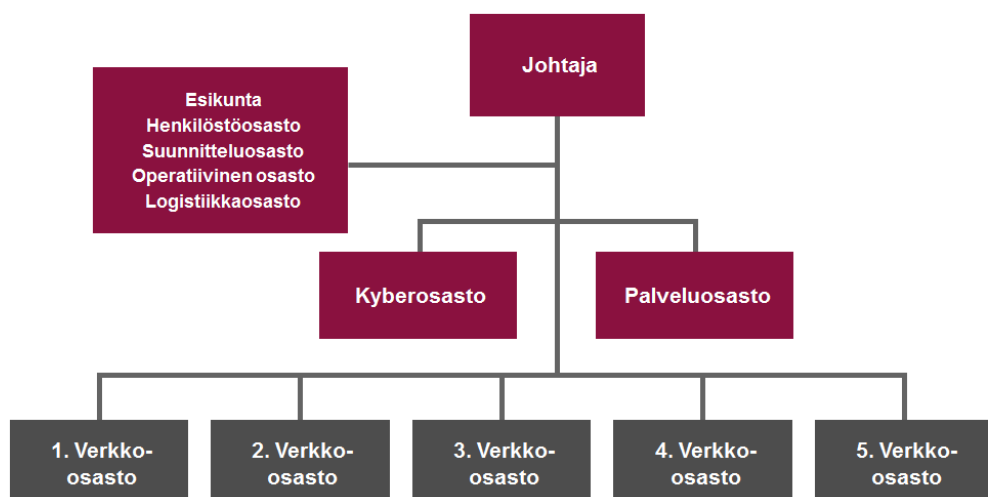 Johtaja
Esikunta
Henkilöstöosasto
Suunnitteluosasto
Operatiivinen osasto
Logistiikkaosasto
Kyberosasto
Palveluosasto
1. Verkko-
osasto
2. Verkko-
osasto
3. Verkko-
osasto
4. Verkko-
osasto
5. Verkko-
osasto